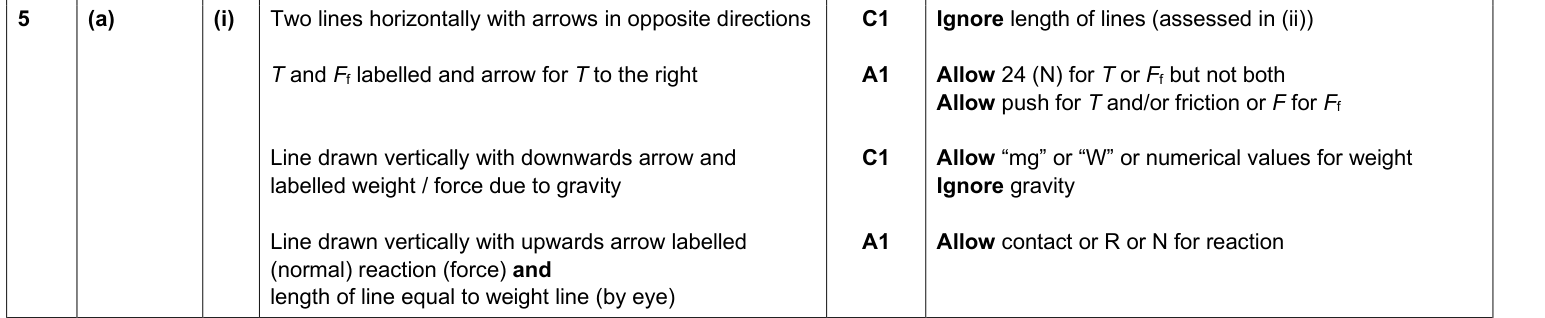 5 (a) (i) Two lines horizontally with arrows in opposite directions C1 Ignore length of lines (assessed in (ii))
T and Ff labelled and arrow for T to the right A1 Allow 24 (N) for T or Ff but not both
Allow push for T and/or friction or F for Ff
Line drawn vertically with downwards arrow and C1 Allow “mg” or “W” or numerical values for weight
labelled weight / force due to gravity Ignore gravity
Line drawn vertically with upwards arrow labelled A1 Allow contact or R or N for reaction
(normal) reaction (force) and
length of line equal to weight line (by eye)